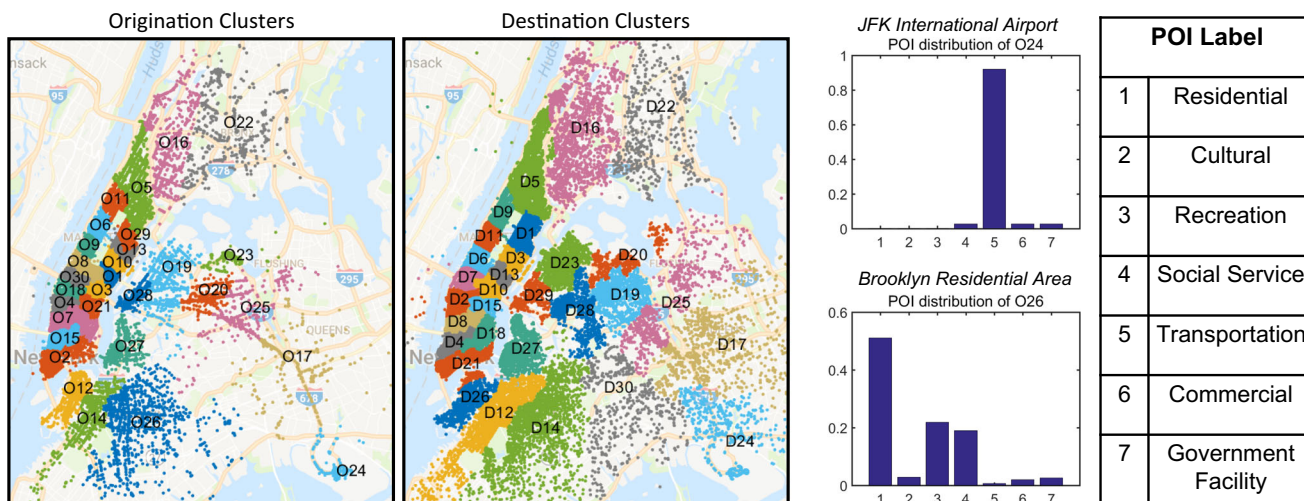 Origination Clusters
ansack
Huds
95
O22
O16
278
O5
O11
O6
O29
O9
O13
O8
O10
O19
O23
FLUSHING
O30
O1
295
O18
O3
O28
O20
O4
O21
O25
O7
QUEENS
O15
O27
O17
O2
O12
678
O14
O26
O24
Destination Clusters
ansack
Hud
95
D22
D16
D5
D9
D1
D11
D6
D3
D23
D20
D7
D13
D10
D2
D15
D29
D19
D25
D8
D28
D18
D4
D17
D27
D21
D30
D26
D12
D14
D24
JFK International Airport
POI distribution of O24
1
0.8
0.6
0.4
0.2
0
1 2 3 4 5 6 7
Brooklyn Residential Area
POI distribution of O26
0.6
0.4
0.2
0
1 2 3 4 5 6 7
POI Label
1 Residential
2 Cultural
3 Recreation
4 Social Service
5 Transportation
6 Commercial
7 Government
Facility